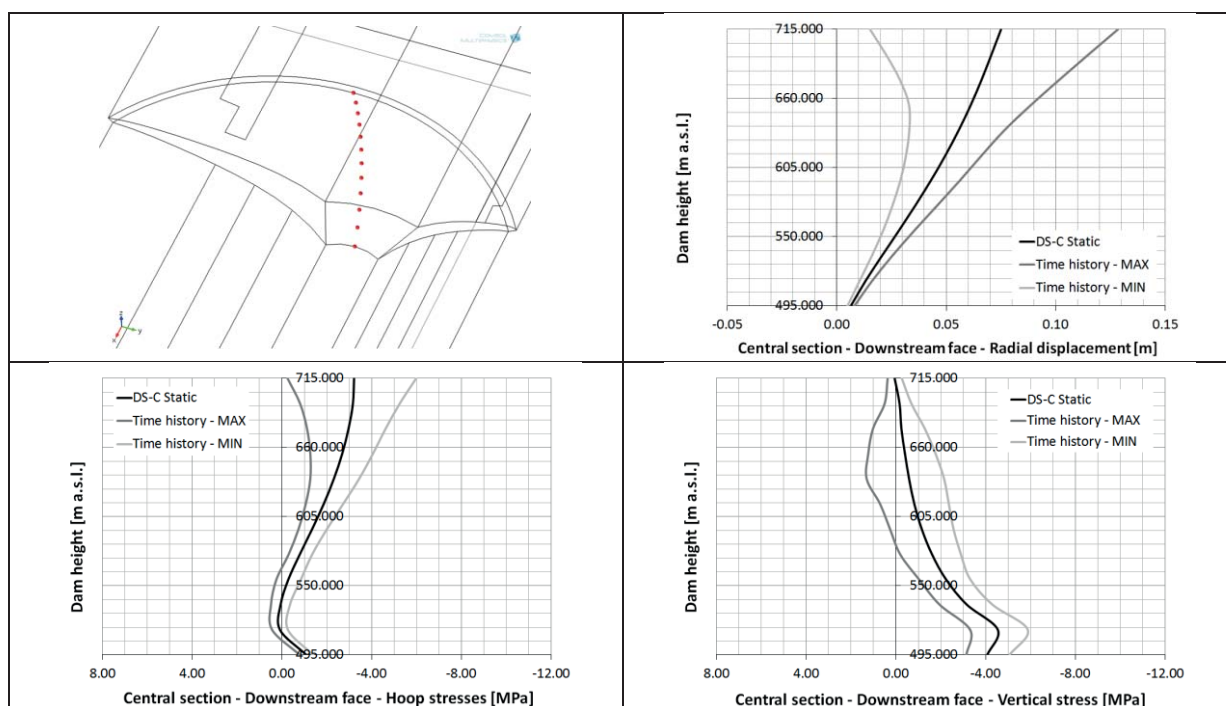 COMSOL
MULTIPHYSICS
z
y
x
715.000
660.000
605.000
550.000
495.000
Dam height [m a.s.l.]
DS-C Static
Time history - MAX
Time history - MIN
-0.05
0.00
0.05
0.10
0.15
Central section - Downstream face - Radial displacement [m]
715.000
660.000
605.000
550.000
495.000
Dam height [m a.s.l.]
DS-C Static
Time history - MAX
Time history - MIN
8.00
4.00
0.00
-4.00
-8.00
-12.00
Central section - Downstream face - Hoop stresses [MPa]
715.000
660.000
605.000
550.000
495.000
Dam height [m a.s.l.]
DS-C Static
Time history - MAX
Time history - MIN
8.00
4.00
0.00
-4.00
-8.00
-12.00
Central section - Downstream face - Vertical stress [MPa]